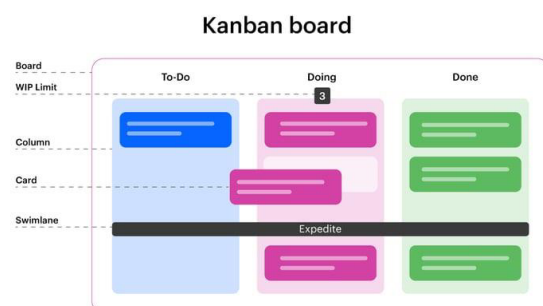 Kanban board
Board
To-Do
Doing
Done
WIP Limit
3
Column
Card
Swimlane
Expedite